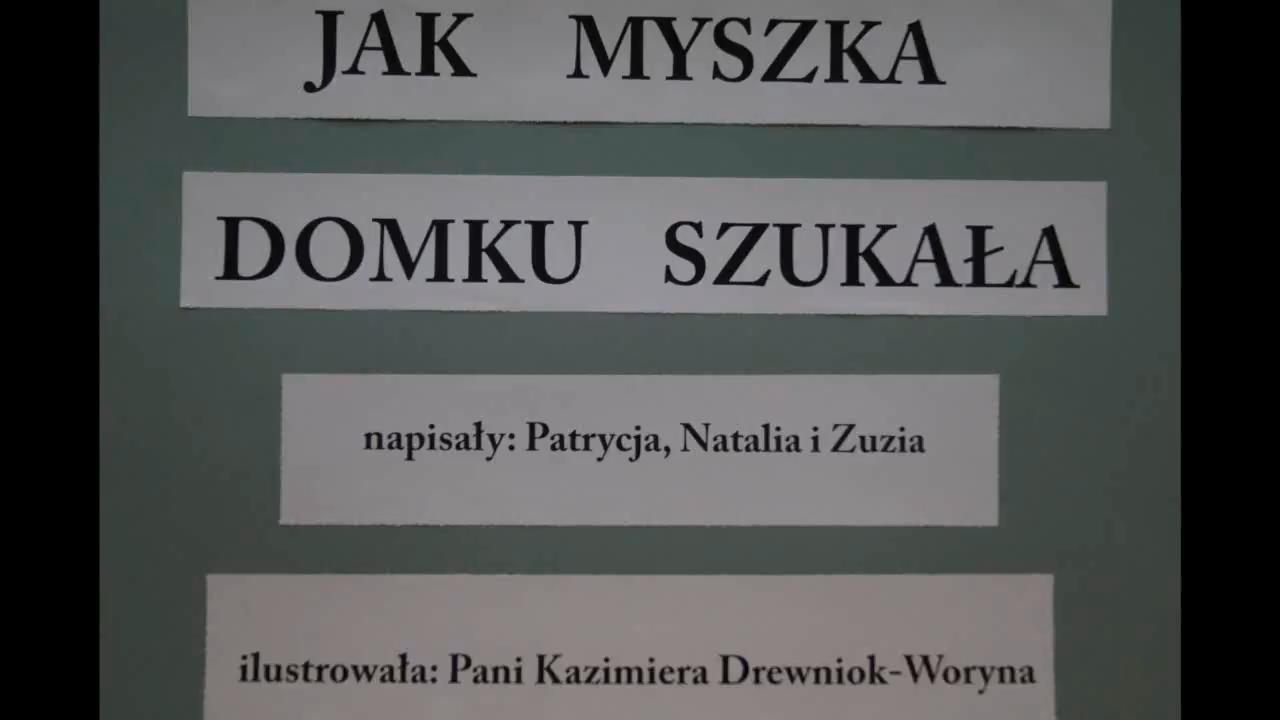 JAK MYSZKA
DOMKU SZUKAŁA
napisały: Patrycja, Natalia i Zuzia
ilustrowała: Pani Kazimiera Drewniok-Woryna